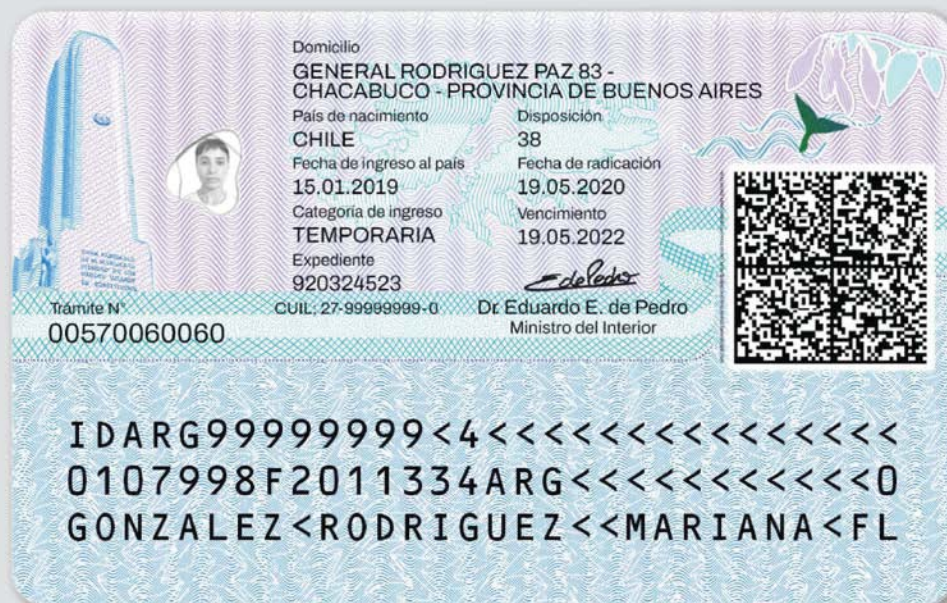 Domicilio
GENERAL RODRIGUEZ PAZ 83 -
CHACABUCO - PROVINCIA DE BUENOS AIRES
País de nacimiento
CHILE
Disposición
38
Fecha de ingreso al país
15.01.2019
Fecha de radicación
19.05.2020
Categoría de ingreso
TEMPORARIA
Vencimiento
19.05.2022
Expediente
920324523
Trámite N°
00570060060
CUIL: 27-99999999-0
Dr. Eduardo E. de Pedro
Ministro del Interior
IDARG99999999<4<<<<<<<<<<<<<<<
0107998F2011334ARG<<<<<<<<<<<0
GONZALEZ<RODRIGUEZ<<MARIANA<FL